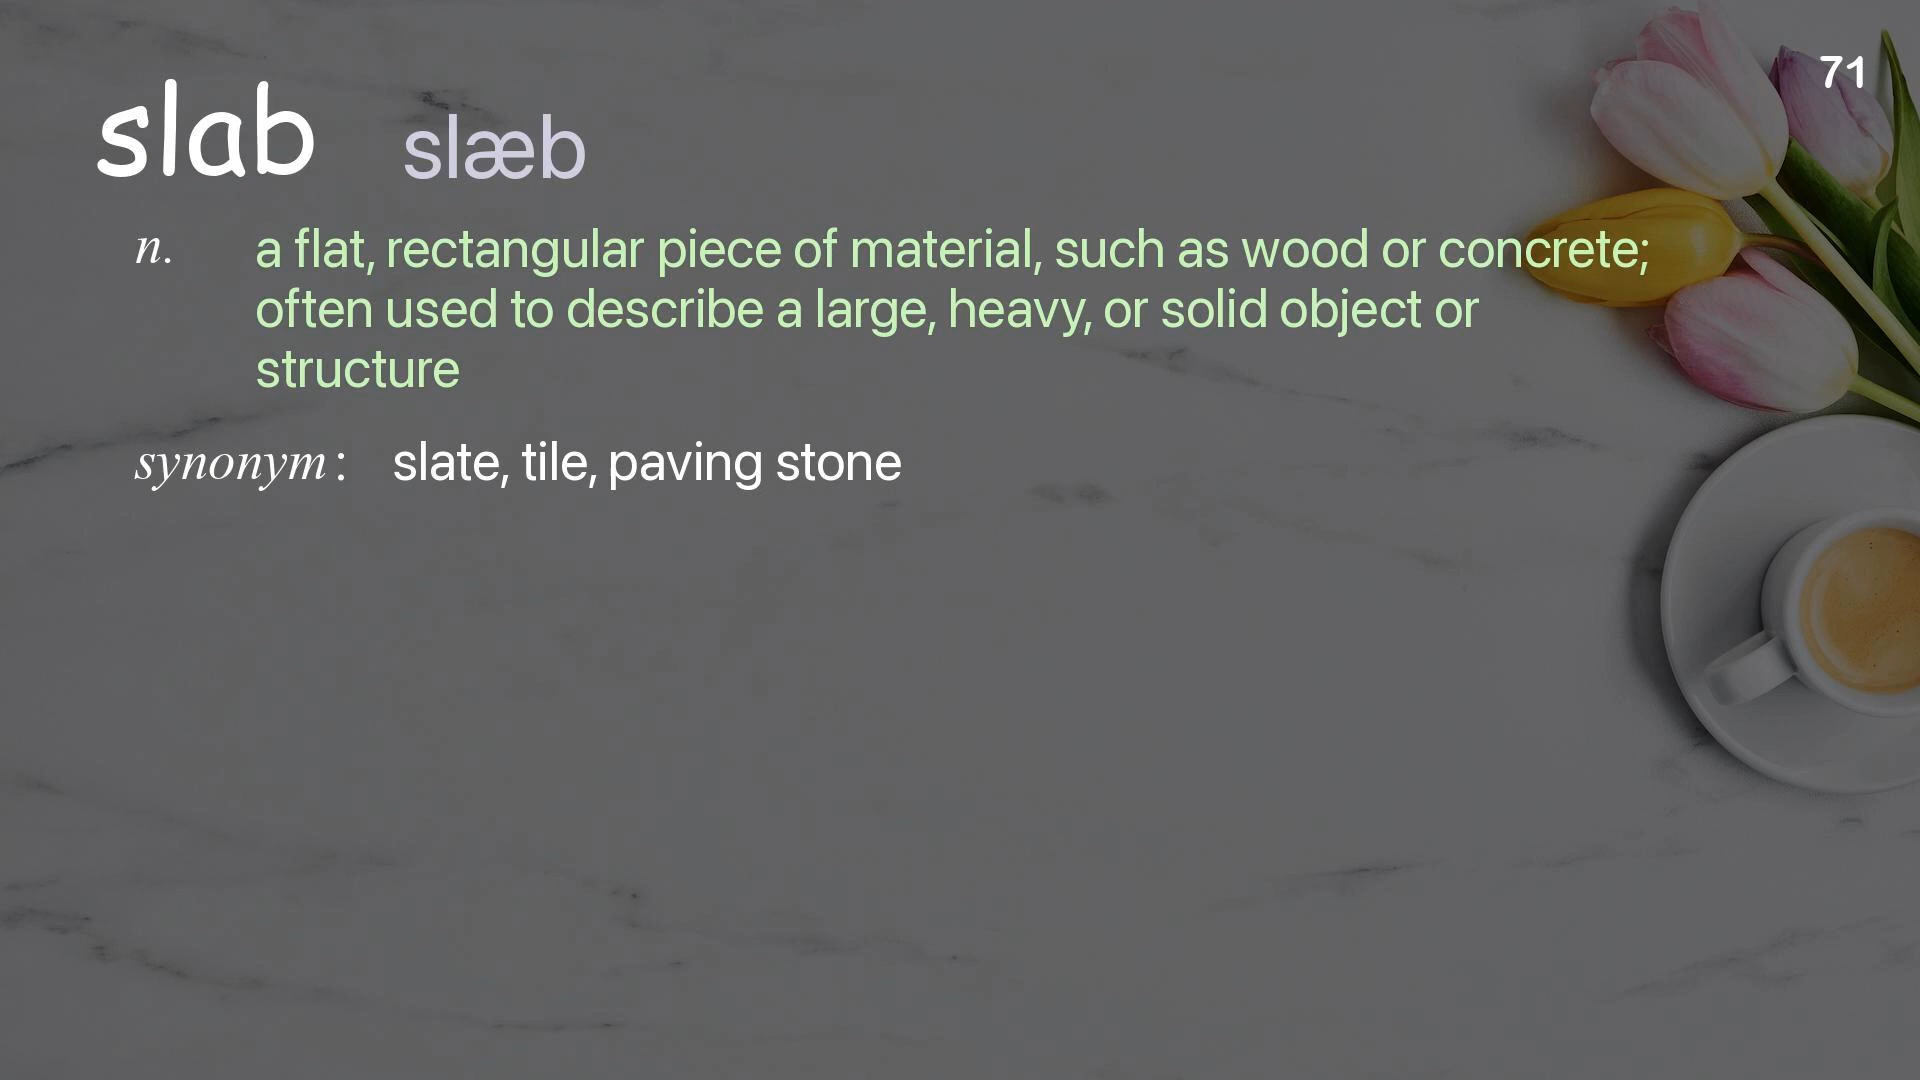 71
slab slæb
n. a flat, rectangular piece of material, such as wood or concrete;
often used to describe a large, heavy, or solid object or
structure
synonym: slate, tile, paving stone